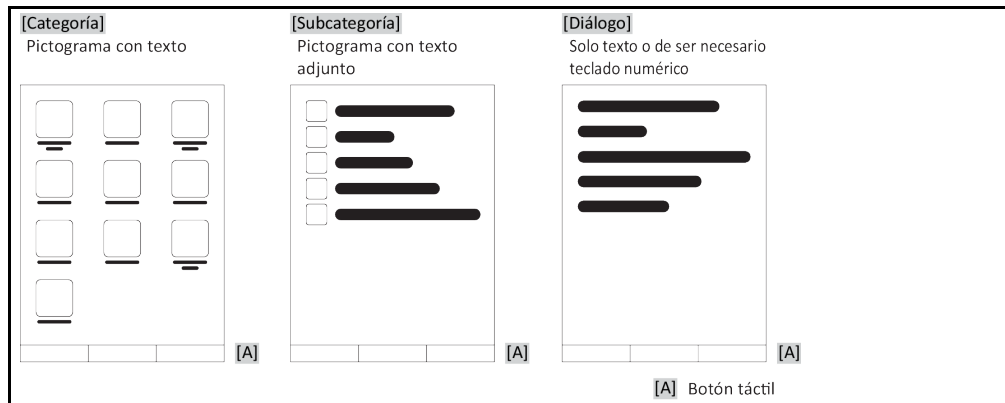 [Categoría]
Pictograma con texto
[Subcategoría]
Pictograma con texto
adjunto
[Diálogo]
Solo texto o de ser necesario
teclado numérico
[A]
[A]
[A]
[A] Botón táctil